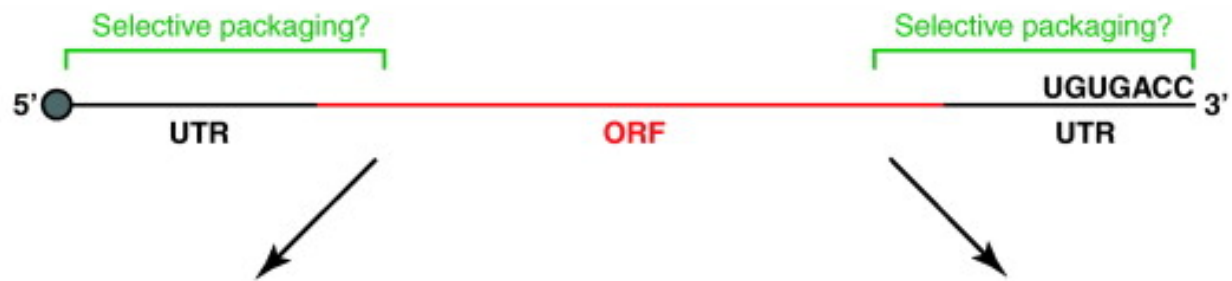 Selective packaging? Selective packaging?
UGUGACC
5' 3'
UTR ORF UTR